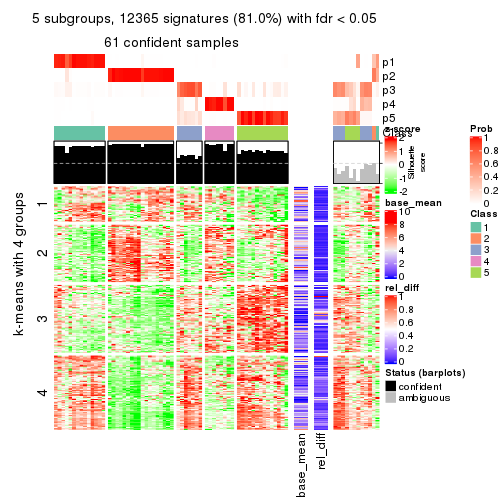 5 subgroups, 12365 signatures (81.0%) with fdr < 0.05
61 confident samples
p1
p2
p3
p4
p5
Class
1
2
3
4
k-means with 4 groups
base_mean
rel_diff
z-score
2
1
0
-1
-2
Silhouette
score
base_mean
10
8
6
4
2
0
rel_diff
1
0.8
0.6
0.4
0.2
0
Status (barplots)
confident
ambiguous
Prob
1
0.8
0.6
0.4
0.2
0
Class
1
2
3
4
5